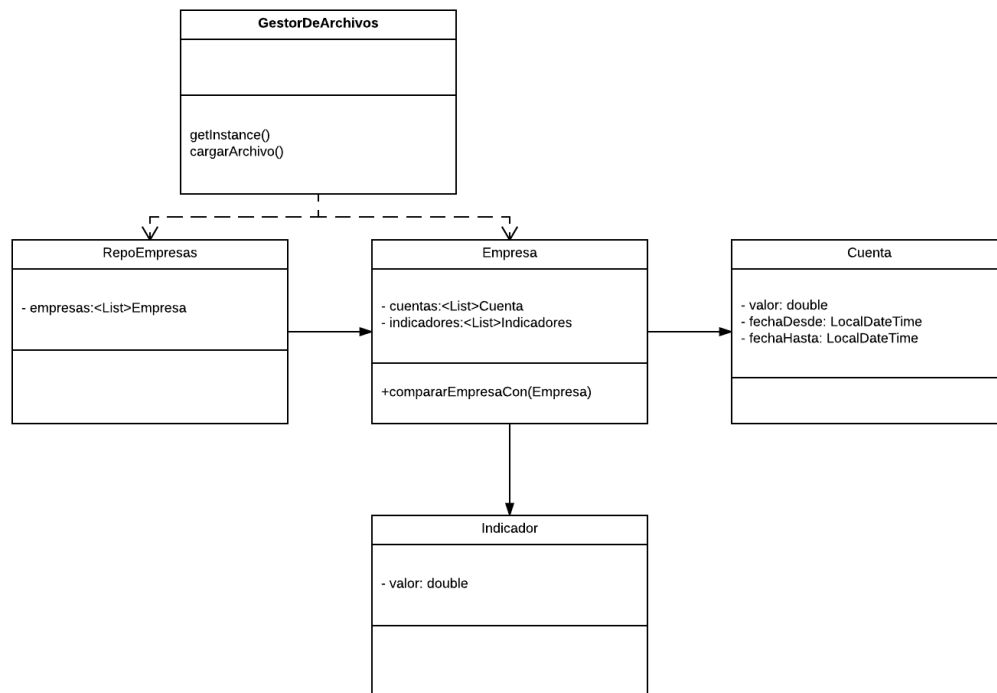 GestorDeArchivos
getInstance()
cargarArchivo()
RepoEmpresas
- empresas:<List>Empresa
Empresa
- cuentas:<List>Cuenta
- indicadores:<List>Indicadores
+compararEmpresaCon(Empresa)
Cuenta
- valor: double
- fechaDesde: LocalDateTime
- fechaHasta: LocalDateTime
Indicador
- valor: double